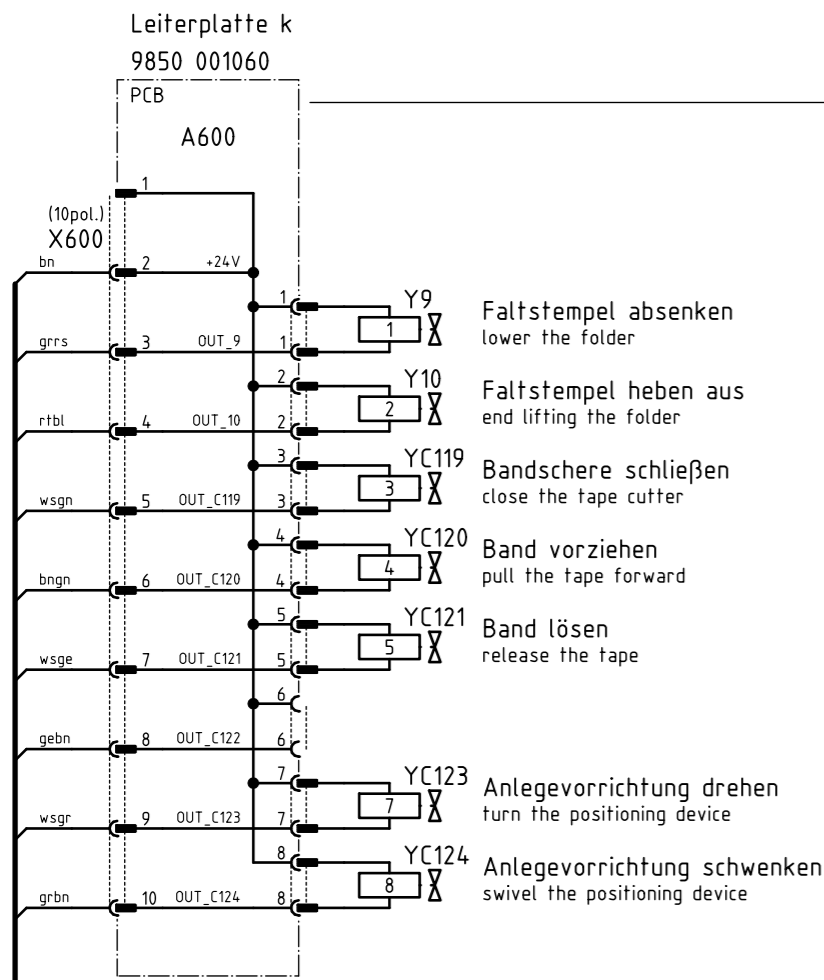 Leiterplatte k
9850 001060
PCB
A600
1
(10pol.)
X600
bn
2
+24V
1
Y9
1
Faltstempel absenken
lower the folder
grrs
3
OUT_9
1
2
Y10
2
Faltstempel heben aus
end lifting the folder
rtbl
4
OUT_10
2
3
YC119
3
Bandschere schließen
close the tape cutter
wsgn
5
OUT_C119
3
4
YC120
4
Band vorziehen
pull the tape forward
bngn
6
OUT_C120
4
5
YC121
5
Band lösen
release the tape
wsge
7
OUT_C121
5
6
gebn
8
OUT_C122
6
7
YC123
7
Anlegevorrichtung drehen
turn the positioning device
wsgr
9
OUT_C123
7
8
YC124
8
Anlegevorrichtung schwenken
swivel the positioning device
grbn
10
OUT_C124
8